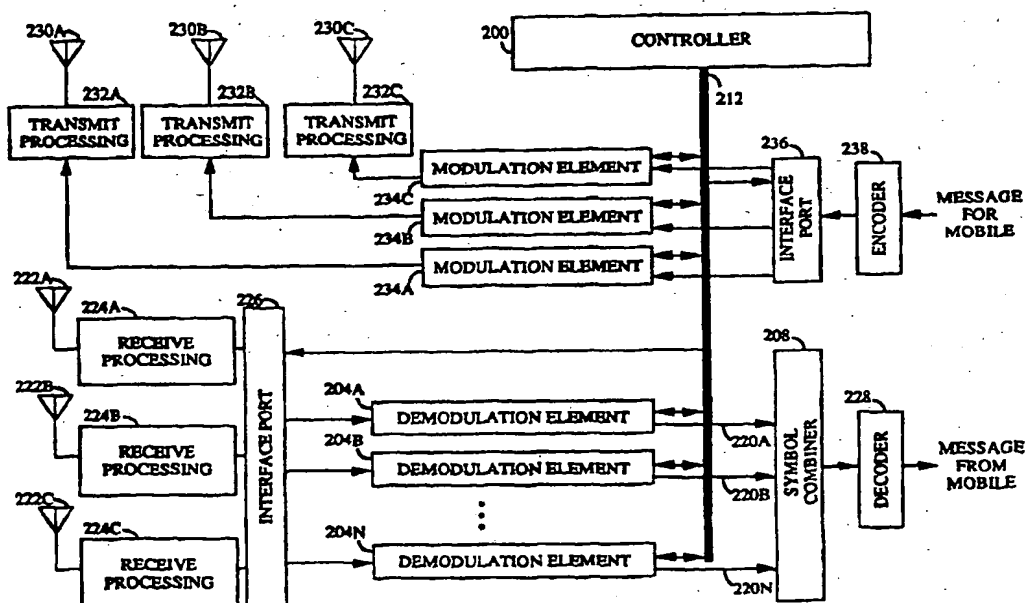 230A 230B 230C 200 CONTROLLER
212
232A 232B 232C
TRANSMIT PROCESSING
TRANSMIT PROCESSING
TRANSMIT PROCESSING
236 238
MODULATION ELEMENT
234C
MODULATION ELEMENT
234B
MODULATION ELEMENT
234A
INTERFACE PORT
ENCODER
MESSAGE
FOR
MOBILE
222A
224A
RECEIVE
PROCESSING
222B
224B
RECEIVE
PROCESSING
222C
224C
RECEIVE
PROCESSING
226
INTERFACE PORT
204A
DEMODULATION ELEMENT
220A
204B
DEMODULATION ELEMENT
220B
204N
DEMODULATION ELEMENT
220N
208
SYMBOL
COMBINER
228
DECODER
MESSAGE
FROM
MOBILE